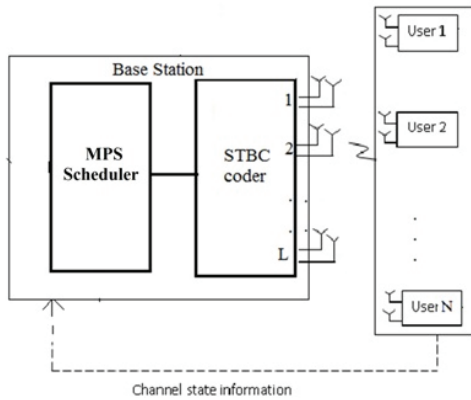 Base Station
MPS
Scheduler
STBC
coder
1
2
L
User 1
User 2
User N
Channel state information